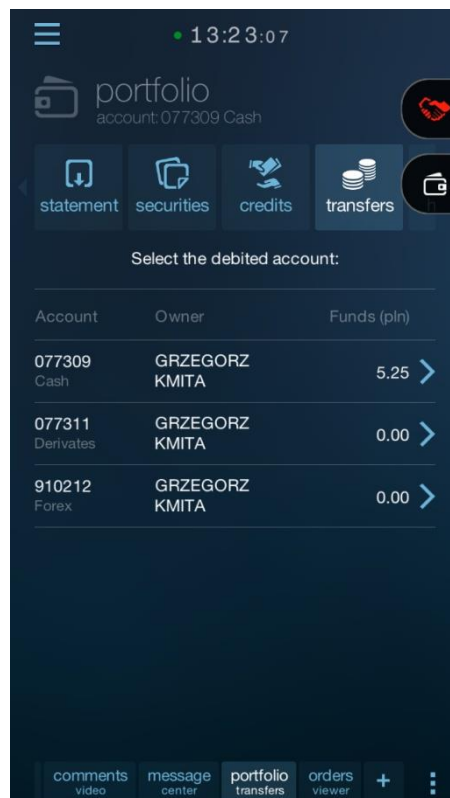 13:23:07
portfolio
account: 077309 Cash
statement securities credits transfers h
Select the debited account:
Account Owner Funds (pln)
077309 GRZEGORZ
Cash KMITA 5.25
077311 GRZEGORZ
Derivates KMITA 0.00
910212 GRZEGORZ
Forex KMITA 0.00
comments message portfolio orders +
video center transfers viewer